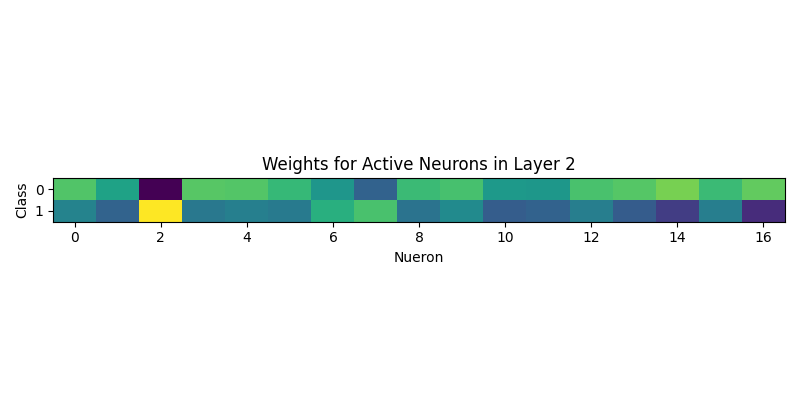 Weights for Active Neurons in Layer 2
Class
0
1
0 2 4 6 8 10 12 14 16
Nueron